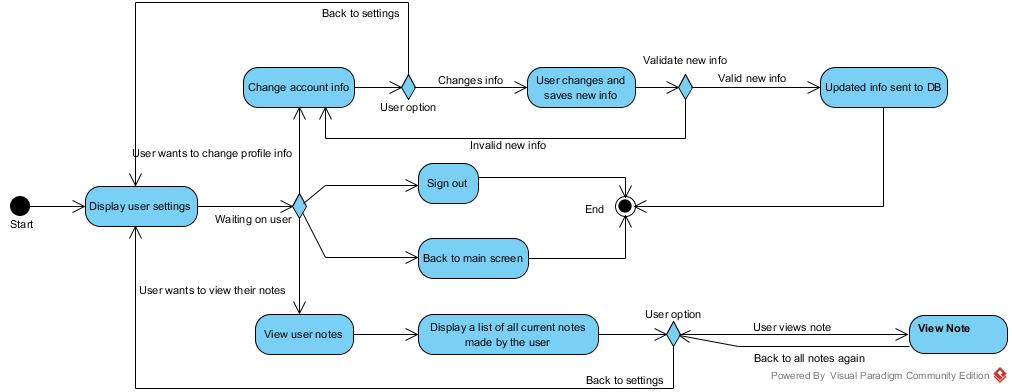 Back to settings
Validate new info
Change account info
Changes info
User changes and
saves new info
Valid new info
Updated info sent to DB
User option
Invalid new info
User wants to change profile info
Sign out
Display user settings
Start
Waiting on user
End
Back to main screen
User wants to view their notes
View user notes
Display a list of all current notes
made by the user
User option
User views note
View Note
Back to all notes again
Back to settings
Powered By Visual Paradigm Community Edition